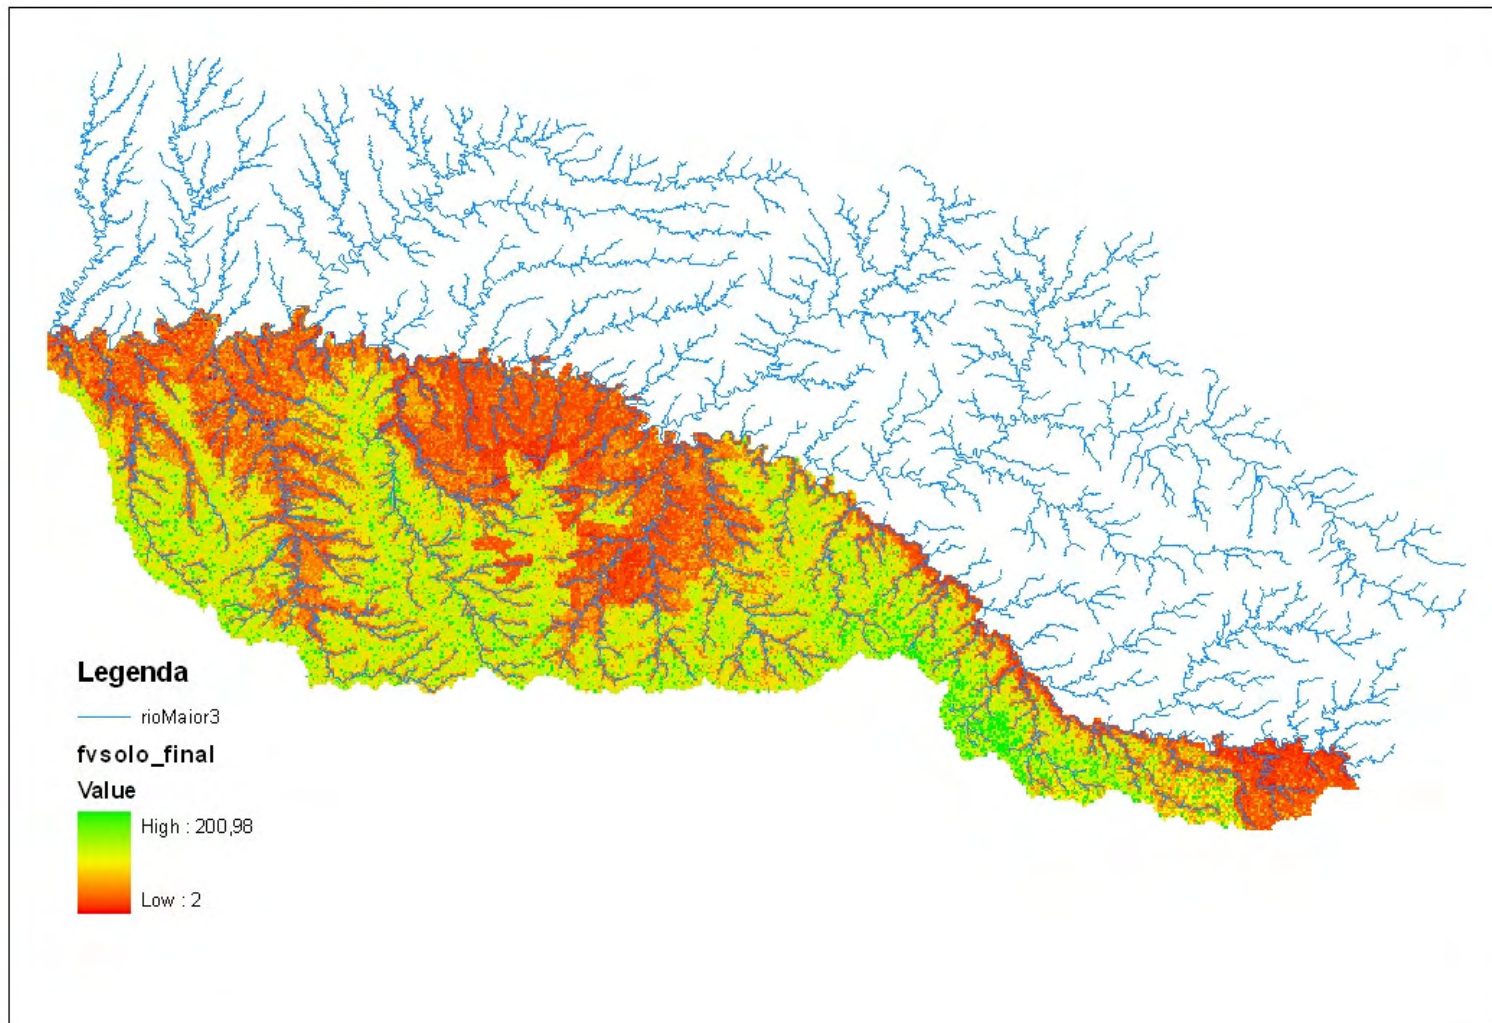 Legenda
rioMaior3
fvsolo_final
Value
High : 200,98
Low : 2